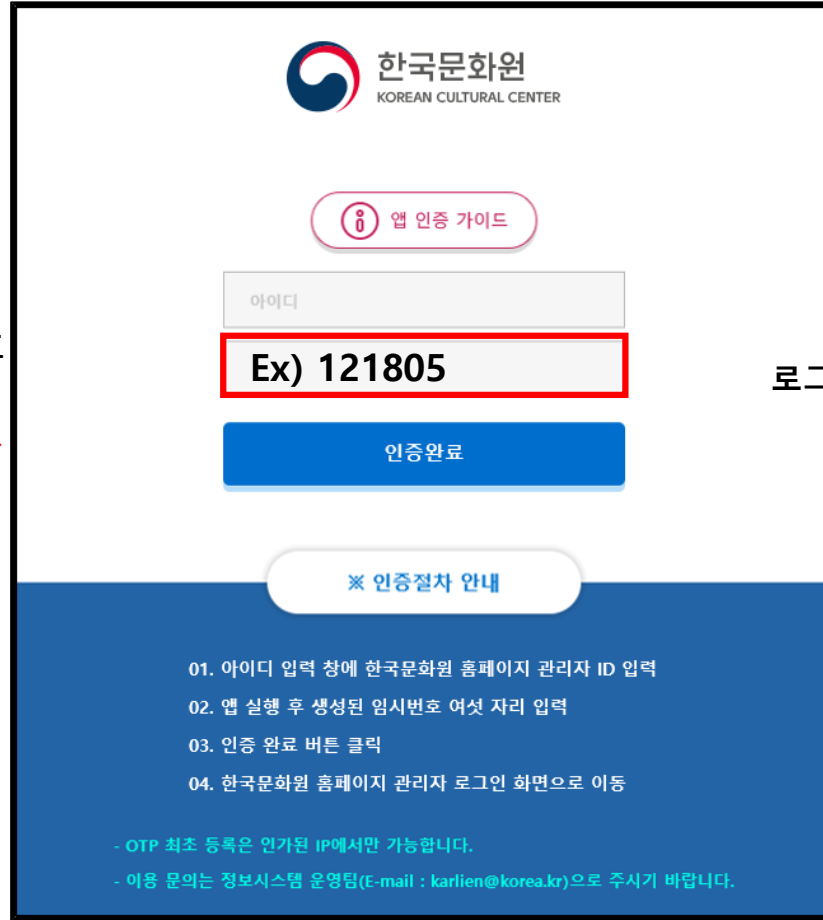 한국문화원
KOREAN CULTURAL CENTER
앱 인증 가이드
아이디
Ex) 121805
로그
인증완료
※ 인증절차 안내
01. 아이디 입력 창에 한국문화원 홈페이지 관리자 ID 입력
02. 앱 실행 후 생성된 임시번호 여섯 자리 입력
03. 인증 완료 버튼 클릭
04. 한국문화원 홈페이지 관리자 로그인 화면으로 이동
- OTP 최초 등록은 인가된 IP에서만 가능합니다.
- 이용 문의는 정보시스템 운영팀(E-mail : karlien@korea.kr)으로 주시기 바랍니다.